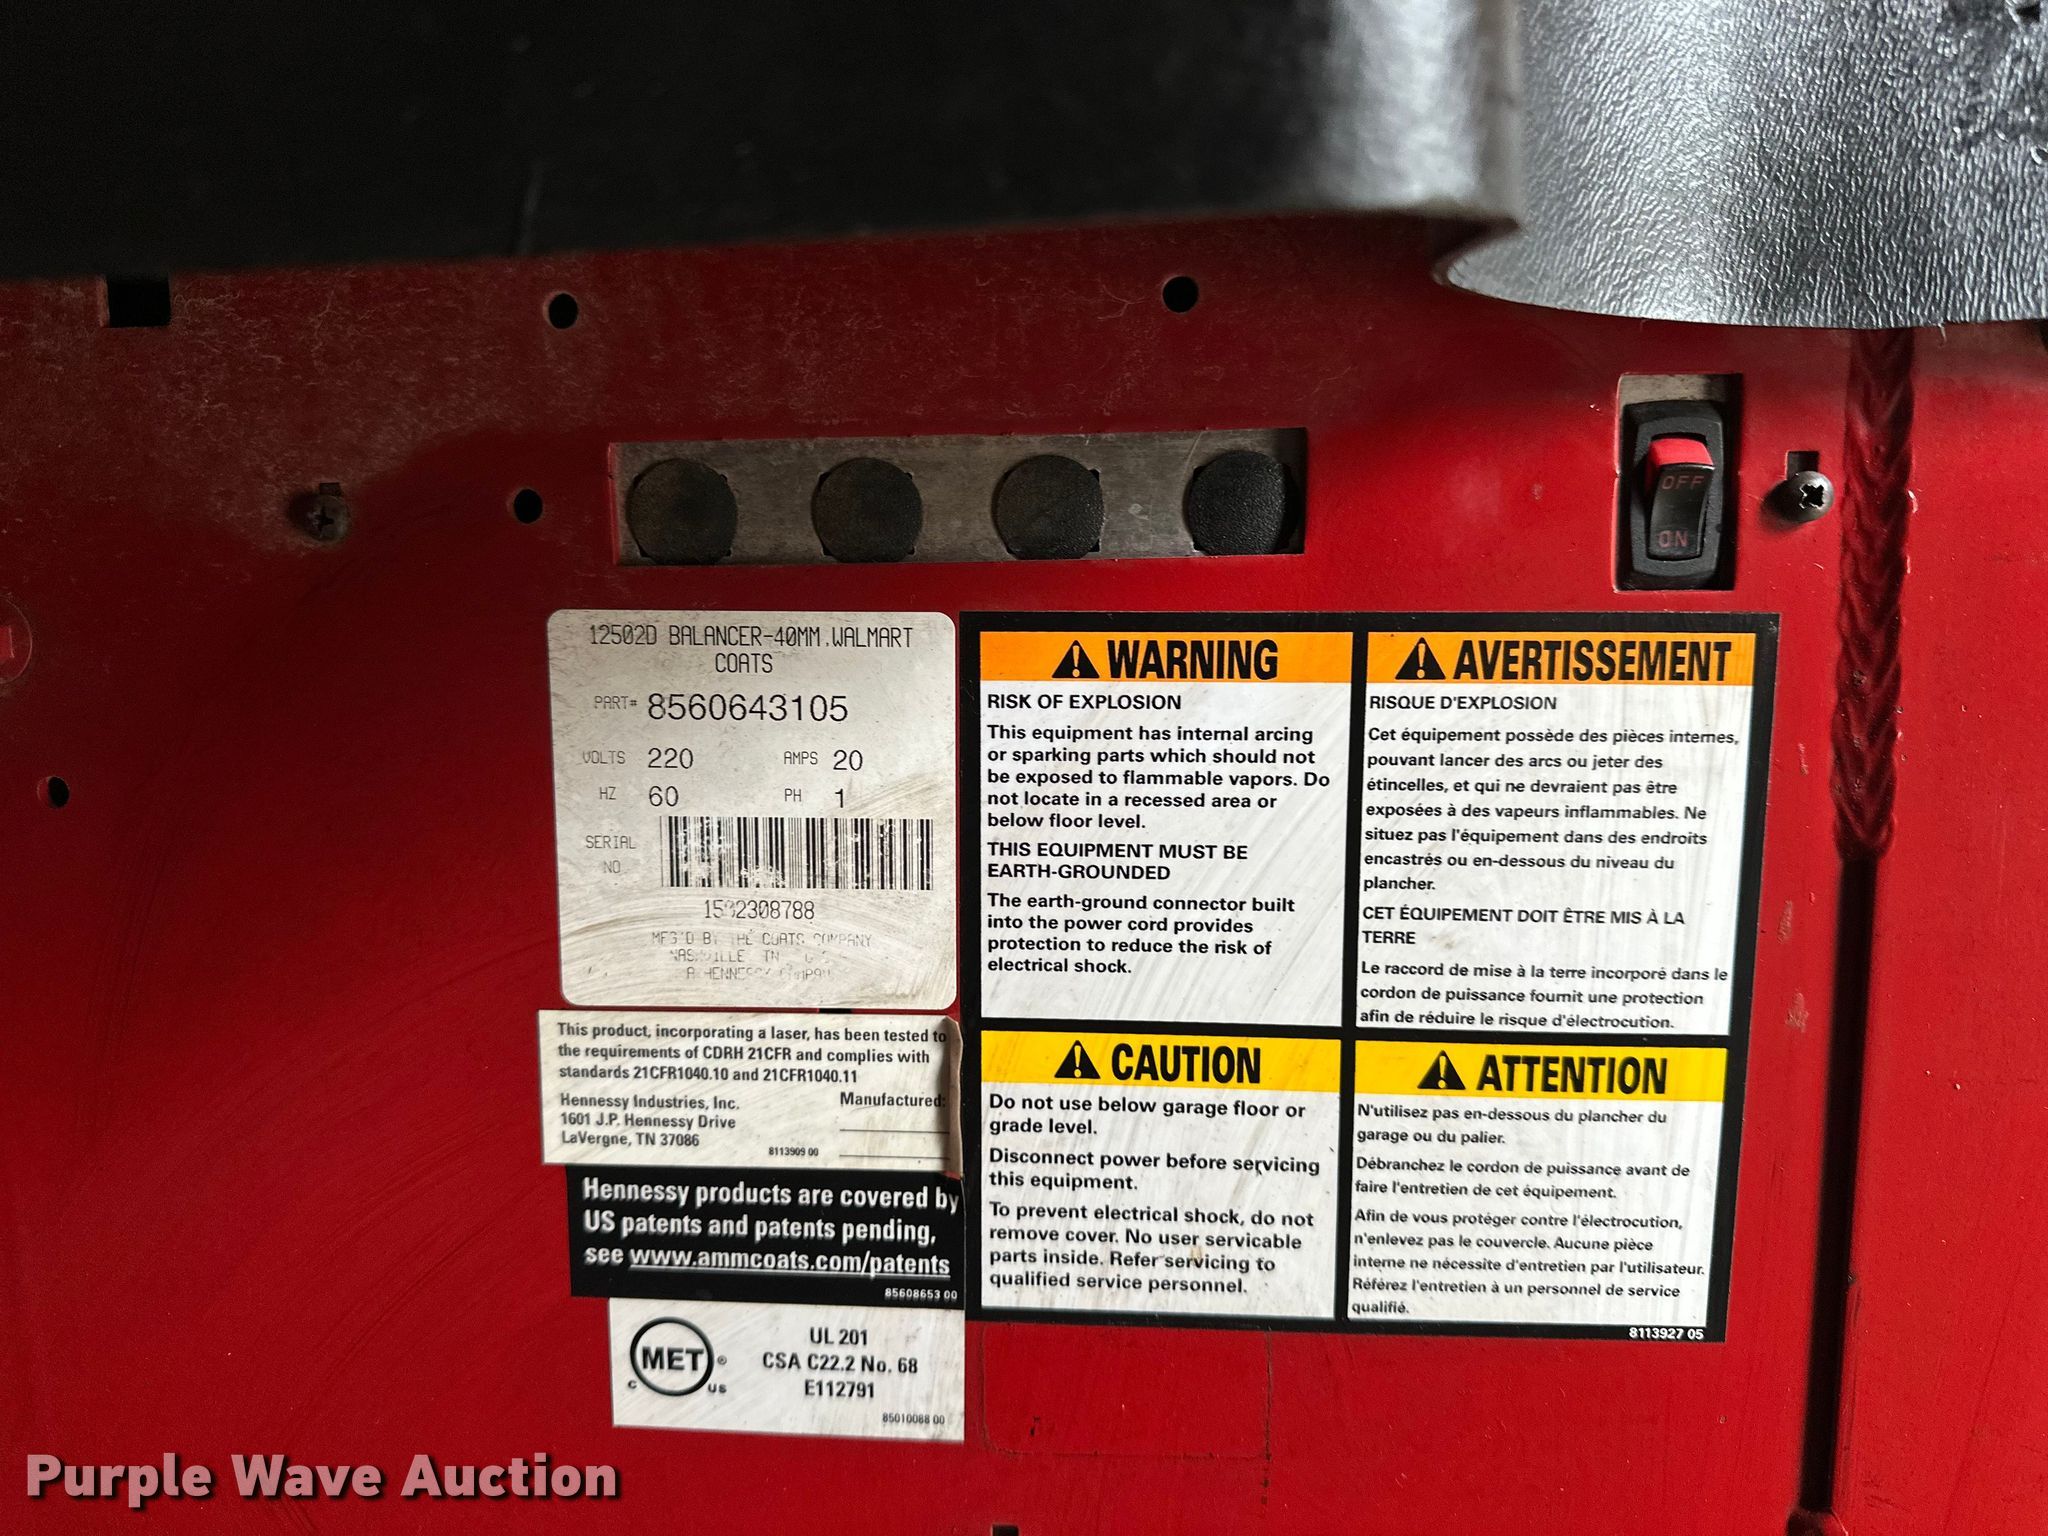 OFF
ON
12502D BALANCER-40MM,WALMART
COATS
PART# 8560643105
VOLTS 220 AMPS 20
HZ 60 PH 1
SERIAL
NO
MFG'D BY THE COATS COMPANY
NASHVILLE TN
A HENNESSY COMPANY
This product, incorporating a laser, has been tested to
the requirements of CDRH 21CFR and complies with
standards 21CFR1040.10 and 21CFR1040.11
Hennessy Industries, Inc. Manufactured:
1601 J.P. Hennessy Drive
LaVergne, TN 37086
8113909 00
Hennessy products are covered by
US patents and patents pending,
see www.ammcoats.com/patents
85608653 00
MET®
C US
UL 201
CSA C22.2 No. 68
E112791
85010088 00
WARNING
RISK OF EXPLOSION
This equipment has internal arcing
or sparking parts which should not
be exposed to flammable vapors. Do
not locate in a recessed area or
below floor level.
THIS EQUIPMENT MUST BE
EARTH-GROUNDED
The earth-ground connector built
into the power cord provides
protection to reduce the risk of
electrical shock.
AVERTISSEMENT
RISQUE D'EXPLOSION
Cet équipement possède des pièces internes,
pouvant lancer des arcs ou jeter des
étincelles, et qui ne devraient pas être
exposées à des vapeurs inflammables. Ne
situez pas l'équipement dans des endroits
encastrés ou en-dessous du niveau du
plancher.
CET ÉQUIPEMENT DOIT ÊTRE MIS À LA
TERRE
Le raccord de mise à la terre incorporé dans le
cordon de puissance fournit une protection
afin de réduire le risque d'électrocution.
CAUTION
Do not use below garage floor or
grade level.
Disconnect power before servicing
this equipment.
To prevent electrical shock, do not
remove cover. No user servicable
parts inside. Refer servicing to
qualified service personnel.
ATTENTION
N'utilisez pas en-dessous du plancher du
garage ou du palier.
Débranchez le cordon de puissance avant de
faire l'entretien de cet équipement.
Afin de vous protéger contre l'électrocution,
n'enlevez pas le couvercle. Aucune pièce
interne ne nécessite d'entretien par l'utilisateur.
Référez l'entretien à un personnel de service
qualifié.
8113927 05
Purple Wave Auction